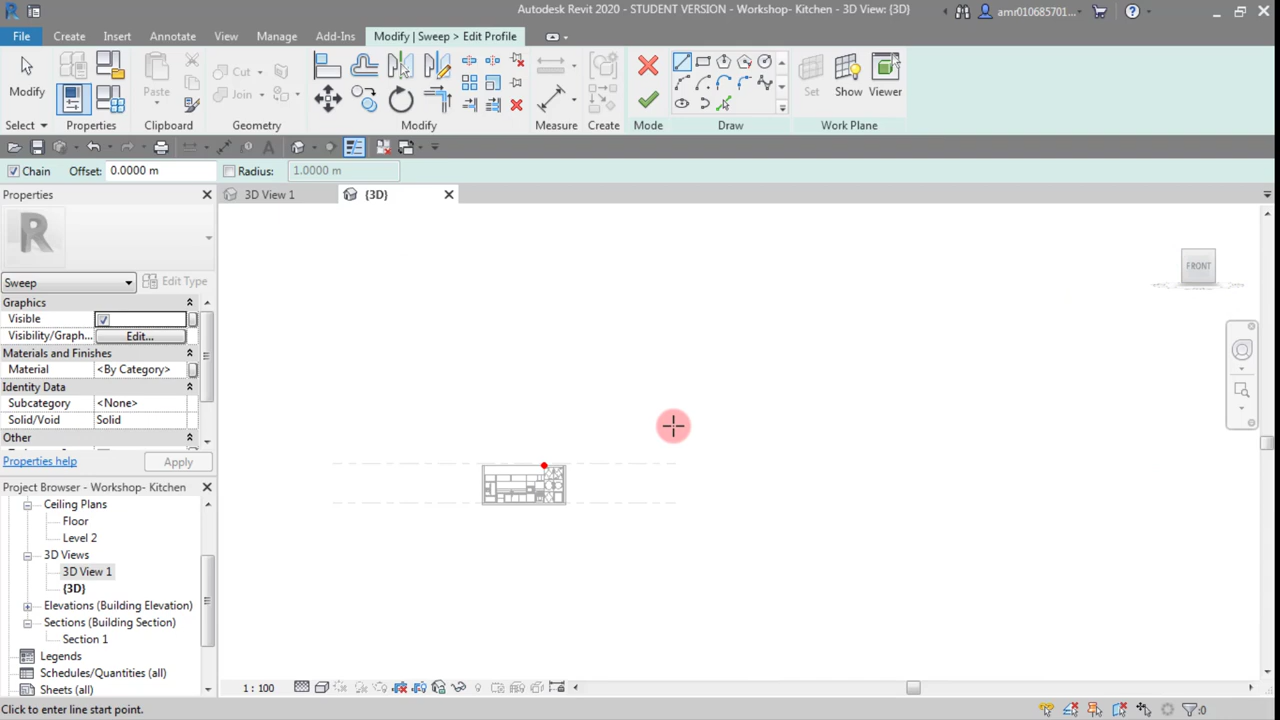 Autodesk Revit 2020 - STUDENT VERSION - Workshop- Kitchen - 3D View: {3D}
amr010685701...
File
Create
Insert
Annotate
View
Manage
Add-Ins
Modify | Sweep > Edit Profile
Modify
Paste
Cut
Join
Set
Show
Viewer
Select
Properties
Clipboard
Geometry
Modify
Measure
Create
Mode
Draw
Work Plane
Chain
Offset:
0.0000 m
Radius:
1.0000 m
Properties
3D View 1
{3D}
FRONT
Sweep
Edit Type
Graphics
Visible
Visibility/Graph...
Edit...
Materials and Finishes
Material
<By Category>
Identity Data
Subcategory
<None>
Solid/Void
Solid
Other
Properties help
Apply
Project Browser - Workshop- Kitchen
Ceiling Plans
Floor
Level 2
3D Views
3D View 1
{3D}
Elevations (Building Elevation)
Sections (Building Section)
Section 1
Legends
Schedules/Quantities (all)
Sheets (all)
1 : 100
Click to enter line start point.
:0